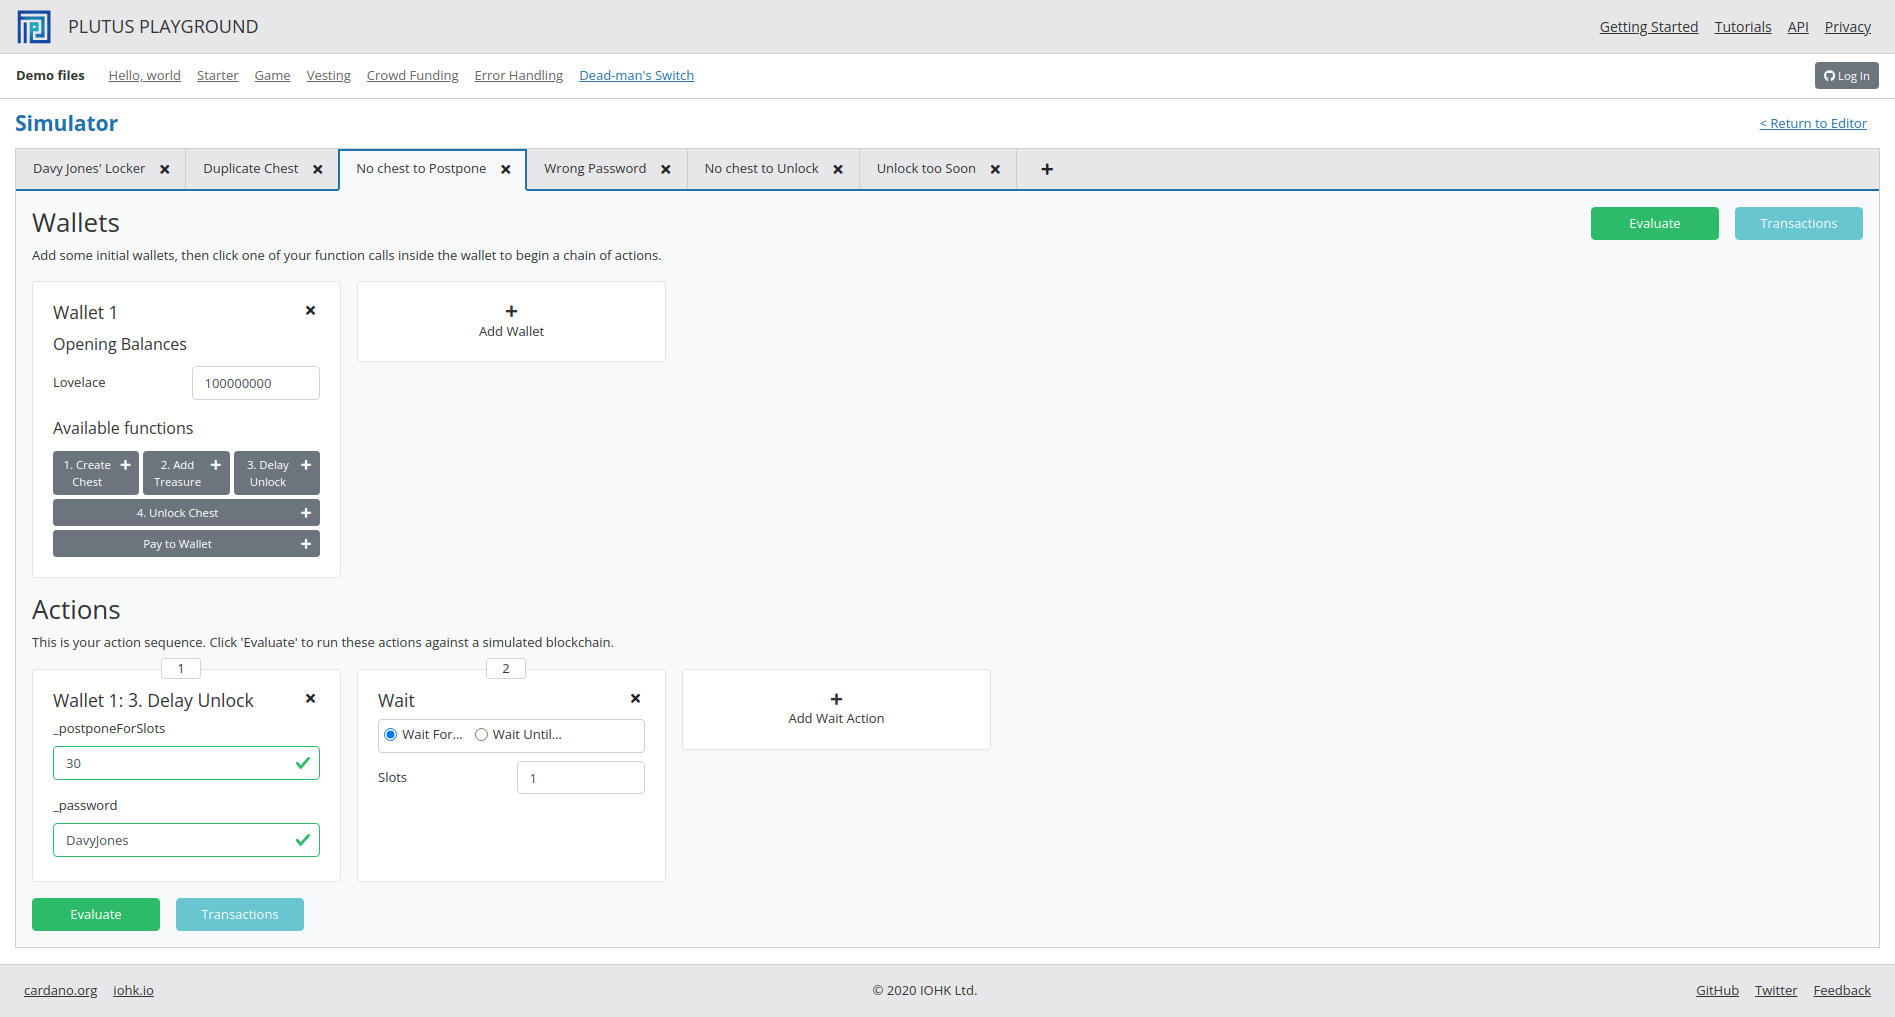 PLUTUS PLAYGROUND
Getting Started Tutorials API Privacy
Demo files Hello, world Starter Game Vesting Crowd Funding Error Handling Dead-man's Switch
Log In
Simulator
< Return to Editor
Davy Jones' Locker Duplicate Chest No chest to Postpone Wrong Password No chest to Unlock Unlock too Soon
Wallets
Evaluate Transactions
Add some initial wallets, then click one of your function calls inside the wallet to begin a chain of actions.
Wallet 1
Opening Balances
Lovelace 100000000
Available functions
1. Create Chest
2. Add Treasure
3. Delay Unlock
4. Unlock Chest
Pay to Wallet
Add Wallet
Actions
This is your action sequence. Click 'Evaluate' to run these actions against a simulated blockchain.
1
Wallet 1: 3. Delay Unlock
_postponeForSlots
30
_password
DavyJones
2
Wait
Wait For... Wait Until...
Slots 1
Add Wait Action
Evaluate Transactions
cardano.org iohk.io
© 2020 IOHK Ltd.
GitHub Twitter Feedback